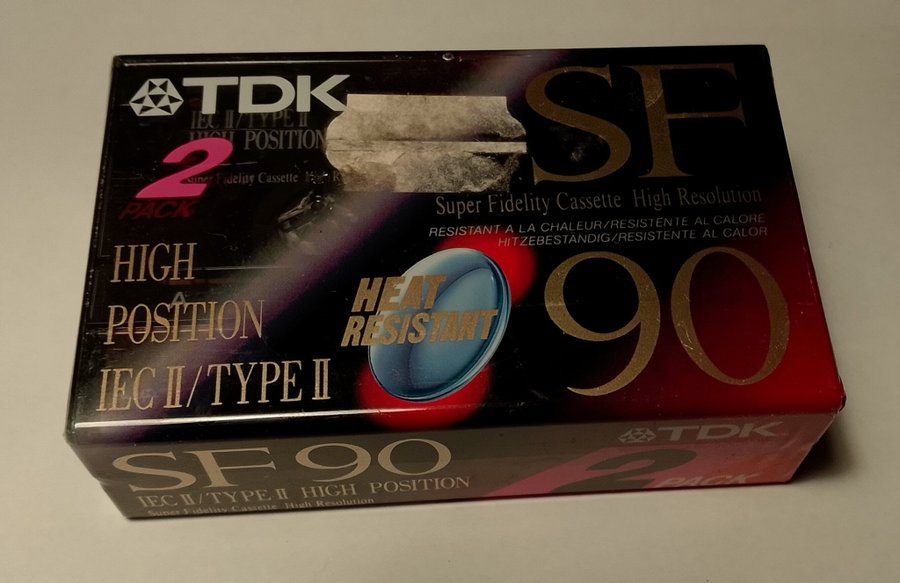 TDK
SF
IEC II/TYPE II
HIGH POSITION
2
PACK
Super Fidelity Cassette High
Super Fidelity Cassette High Resolution
RESISTANT A LA CHALEUR/RESISTENTE AL CALORE
HITZEBESTANDIG/RESISTENTE AL CALOR
HIGH
POSITION
IEC II/TYPE II
HEAT
RESISTANT
90
A
SF 90
IEC II/TYPE II HIGH POSITION
Super Fidelity Cassette High Resolution
TDK
2
PACK